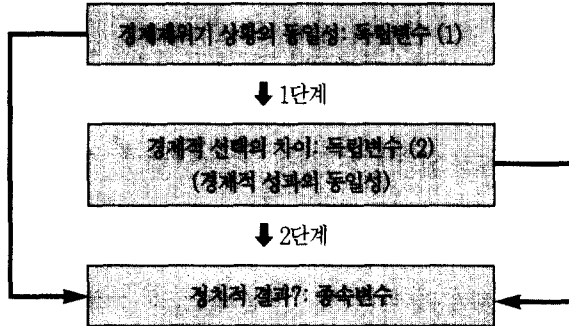 경제위기 상황의 동일성: 독립변수 (1)
1단계
경제적 선택의 차이: 독립변수 (2)
(경제적 성과의 동일성)
2단계
정치적 결과?: 종속변수